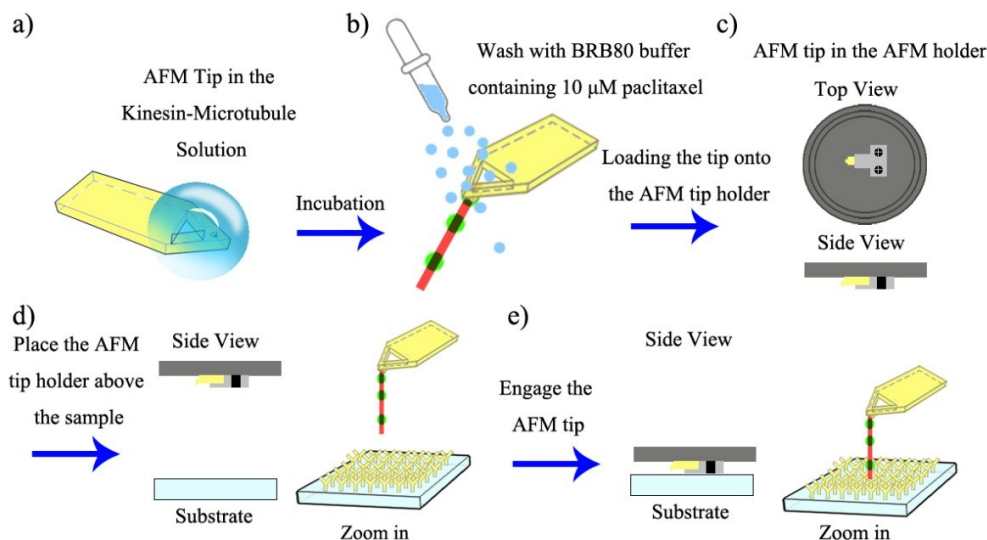 a)
AFM Tip in the
Kinesin-Microtubule
Solution
Incubation
b)
Wash with BRB80 buffer
containing 10 μM paclitaxel
Loading the tip onto
the AFM tip holder
c)
AFM tip in the AFM holder
Top View
Side View
d)
Place the AFM
tip holder above
the sample
Side View
Substrate
Zoom in
e)
Engage the
AFM tip
Side View
Substrate
Zoom in